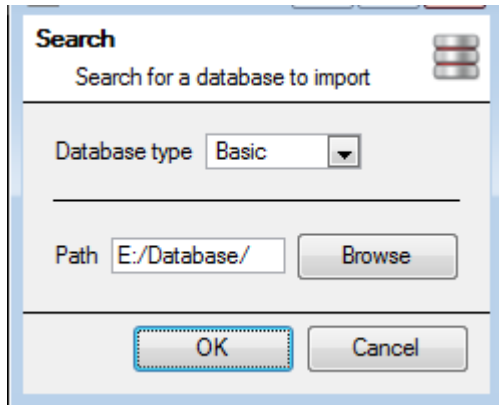 Search
Search for a database to import
Database type Basic
Path E:/Database/ Browse
OK Cancel